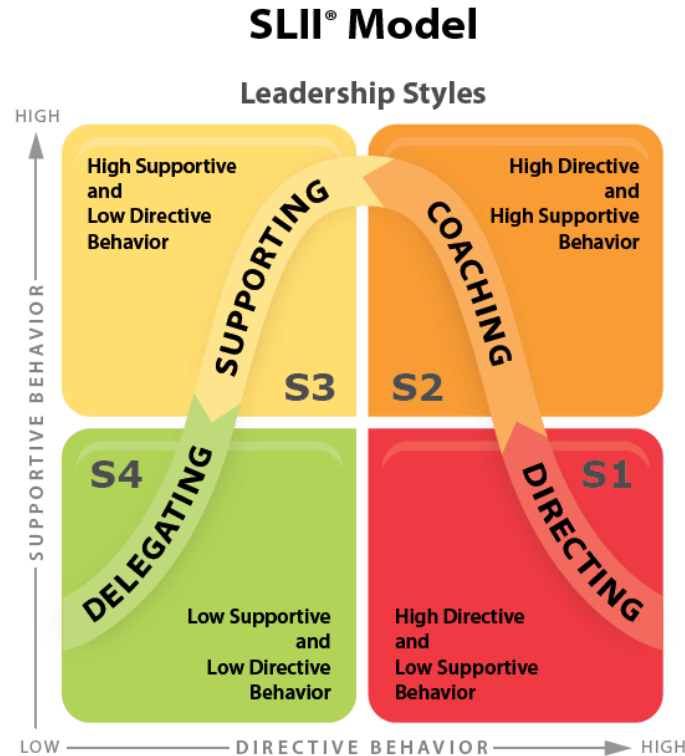 SLII® Model
Leadership Styles
HIGH
SUPPORTIVE BEHAVIOR
High Supportive
and
Low Directive
Behavior
SUPPORTING
S3
High Directive
and
High Supportive
Behavior
COACHING
S2
S4
DELEGATING
Low Supportive
and
Low Directive
Behavior
S1
DIRECTING
High Directive
and
Low Supportive
Behavior
LOW
DIRECTIVE BEHAVIOR
HIGH